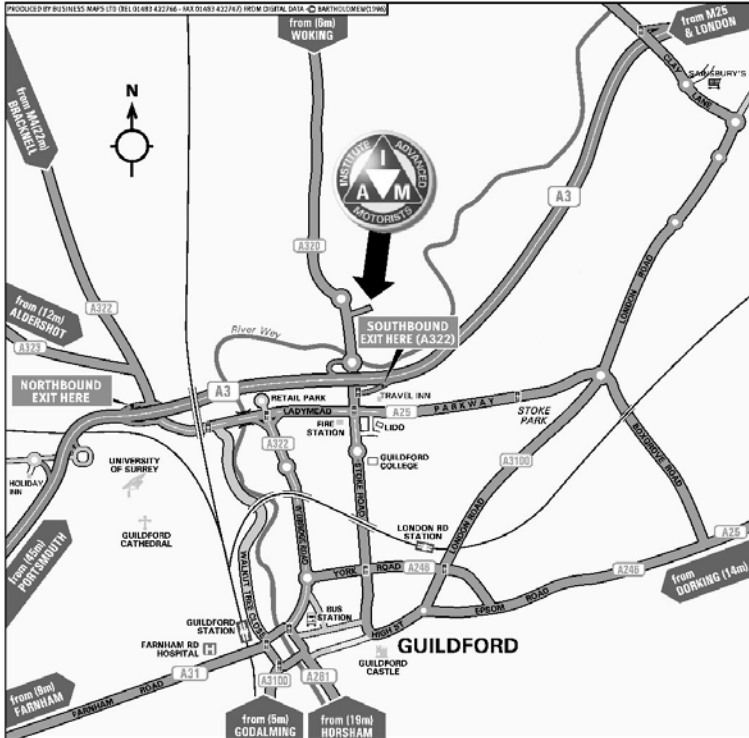 PRODUCED BY BUSINESS MAPS LTD (TEL 01483 422766 - FAX 01483 422747) FROM DIGITAL DATA - © BARTHOLOMEW(1996)
from (6m)
WOKING
from M25
& LONDON
CLAY
LANE
SAINSBURY'S
from M4(22m)
BRACKNELL
N
INSTITUTE
ADVANCED
MOTORISTS
I
A M
A3
A320
A322
from (12m)
ALDERSHOT
A323
River Wey
SOUTHBOUND
EXIT HERE (A322)
LONDON
ROAD
NORTHBOUND
EXIT HERE
A3
RETAIL PARK
TRAVEL INN
LADYMEAD
A25
PARKWAY
STOKE
PARK
FIRE
STATION
LIDO
A322
GUILDFORD
COLLEGE
A3100
BOXGROVE ROAD
HOLIDAY
INN
UNIVERSITY
OF SURREY
STOKE ROAD
GUILDFORD
CATHEDRAL
LONDON RD
STATION
LONDON ROAD
A25
from (45m)
PORTSMOUTH
WALNUT TREE CLOSE
YORK ROAD
A246
A246
from
DORKING (14m)
EPSOM ROAD
GUILDFORD
STATION
BUS
STATION
HIGH ST
GUILDFORD
FARNHAM RD
HOSPITAL
H
GUILDFORD
CASTLE
A31
A3100
A281
from (9m)
FARNHAM
FARNHAM ROAD
from (5m)
GODALMING
from (19m)
HORSHAM